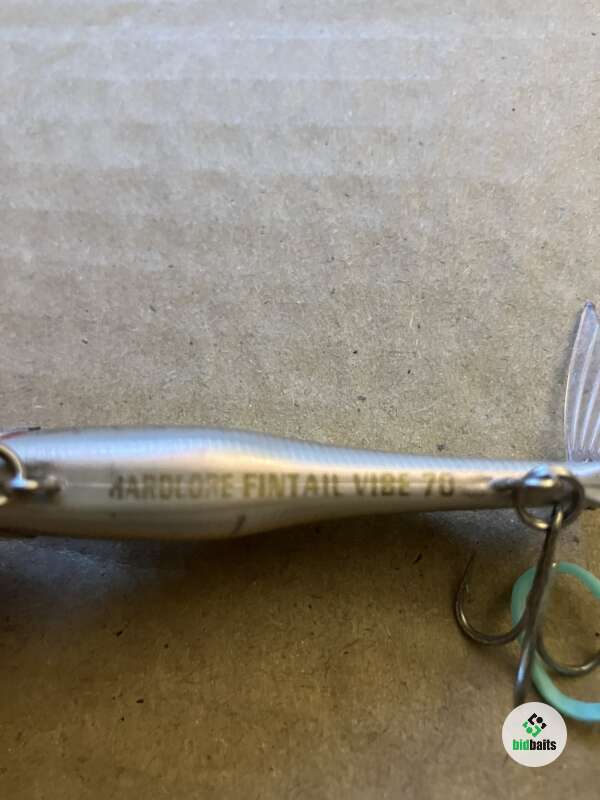 HARDCORE FINTAIL VIBE 70
bidbaits